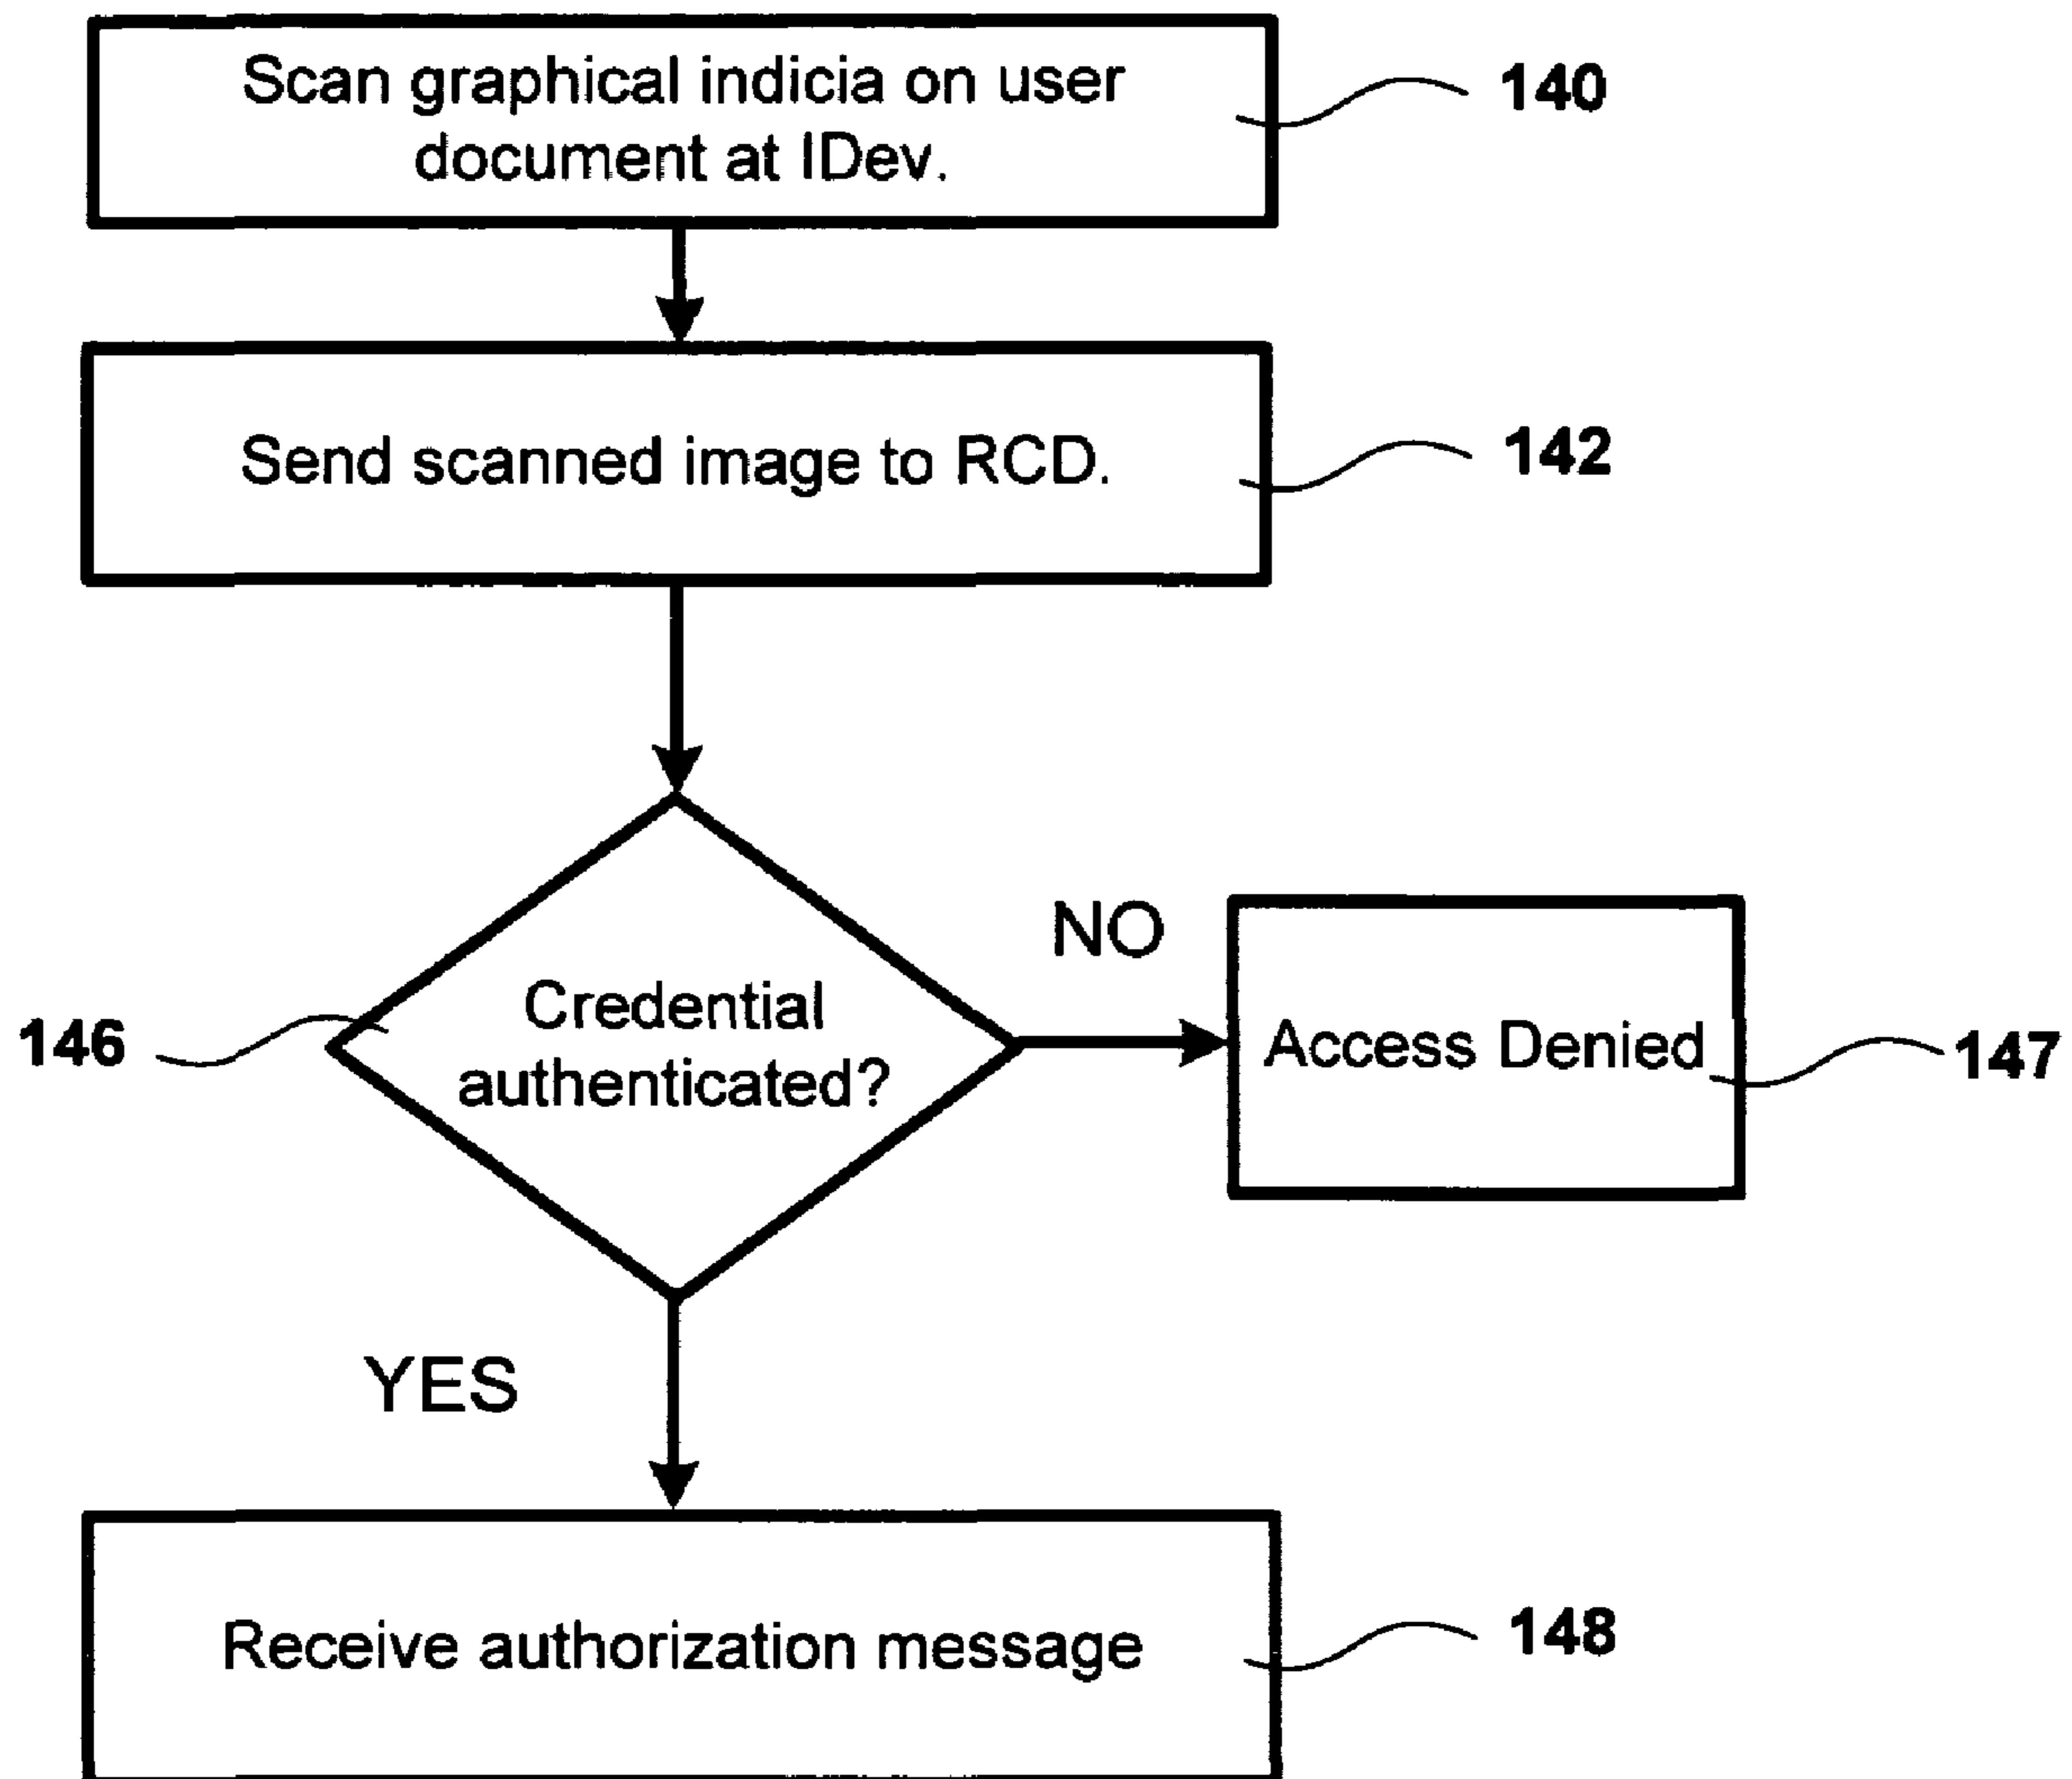 Scan graphical indicia on user
document at IDev.
140
Send scanned image to RCD.
142
Credential
authenticated?
146
NO
Access Denied
147
YES
Receive authorization message
148